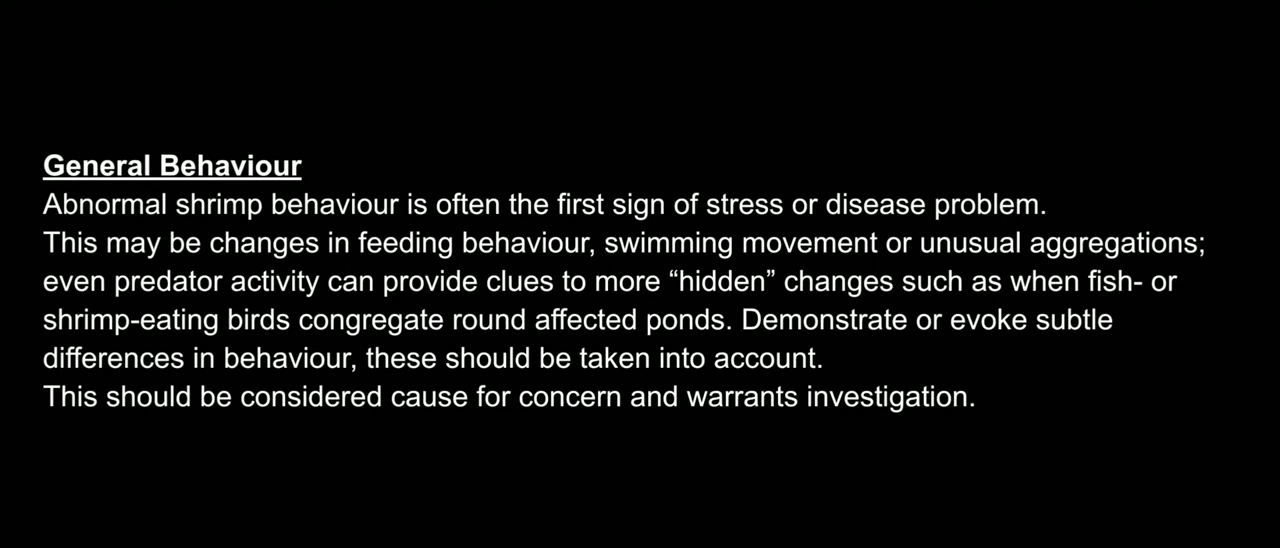 General Behaviour
Abnormal shrimp behaviour is often the first sign of stress or disease problem.
This may be changes in feeding behaviour, swimming movement or unusual aggregations;
even predator activity can provide clues to more “hidden” changes such as when fish- or
shrimp-eating birds congregate round affected ponds. Demonstrate or evoke subtle
differences in behaviour, these should be taken into account.
This should be considered cause for concern and warrants investigation.